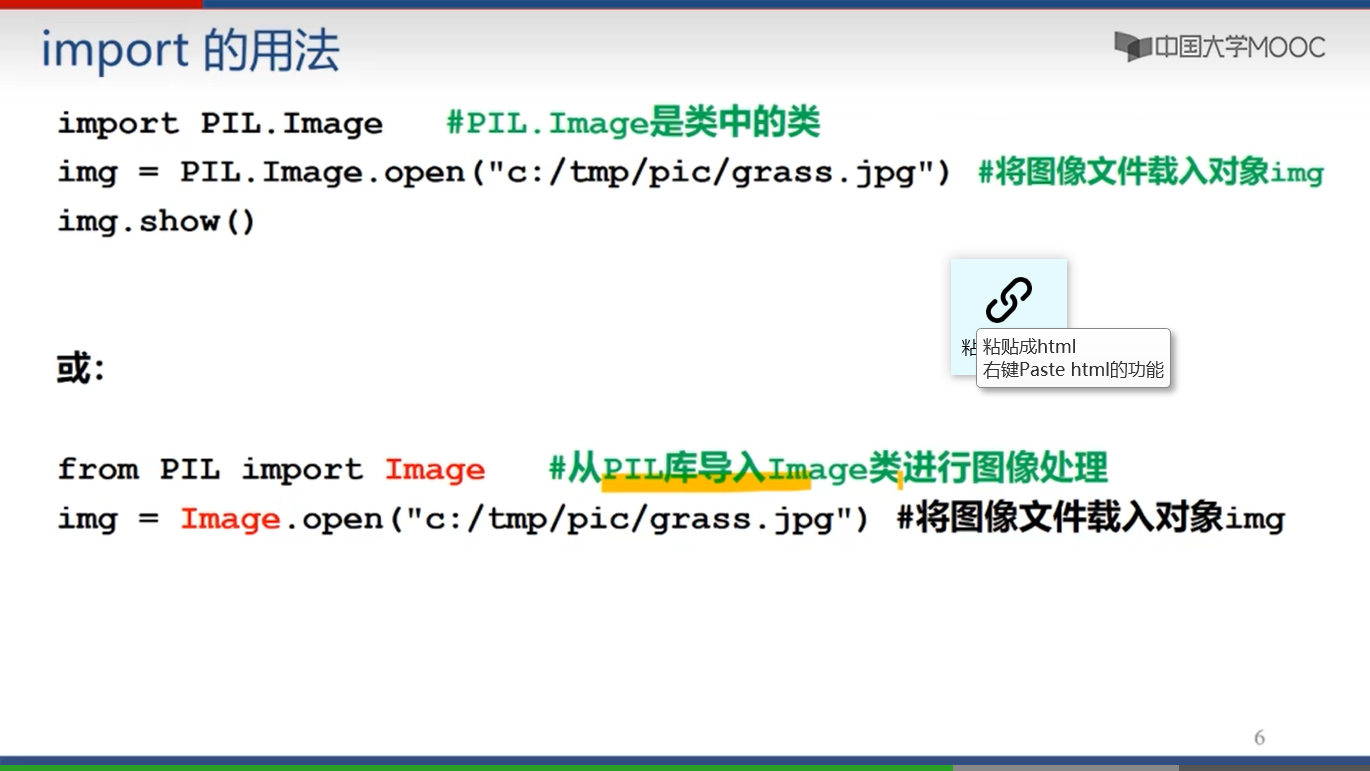 import 的用法
中国大学MOOC
import PIL.Image #PIL.Image是类中的类
img = PIL.Image.open("c:/tmp/pic/grass.jpg") #将图像文件载入对象img
img.show()
粘
粘贴成html
右键Paste html的功能
或：
from PIL import Image #从PIL库导入Image类进行图像处理
img = Image.open("c:/tmp/pic/grass.jpg") #将图像文件载入对象img
6